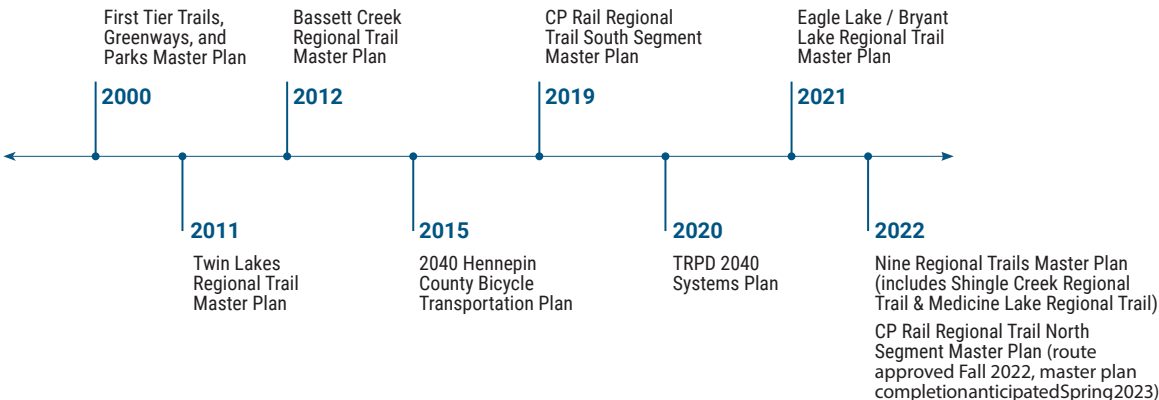 First Tier Trails,
Greenways, and
Parks Master Plan
2000
Bassett Creek
Regional Trail
Master Plan
2012
CP Rail Regional
Trail South Segment
Master Plan
2019
Eagle Lake / Bryant
Lake Regional Trail
Master Plan
2021
2011
Twin Lakes
Regional Trail
Master Plan
2015
2040 Hennepin
County Bicycle
Transportation Plan
2020
TRPD 2040
Systems Plan
2022
Nine Regional Trails Master Plan
(includes Shingle Creek Regional
Trail & Medicine Lake Regional Trail)
CP Rail Regional Trail North
Segment Master Plan (route
approved Fall 2022, master plan
completionanticipatedSpring2023)